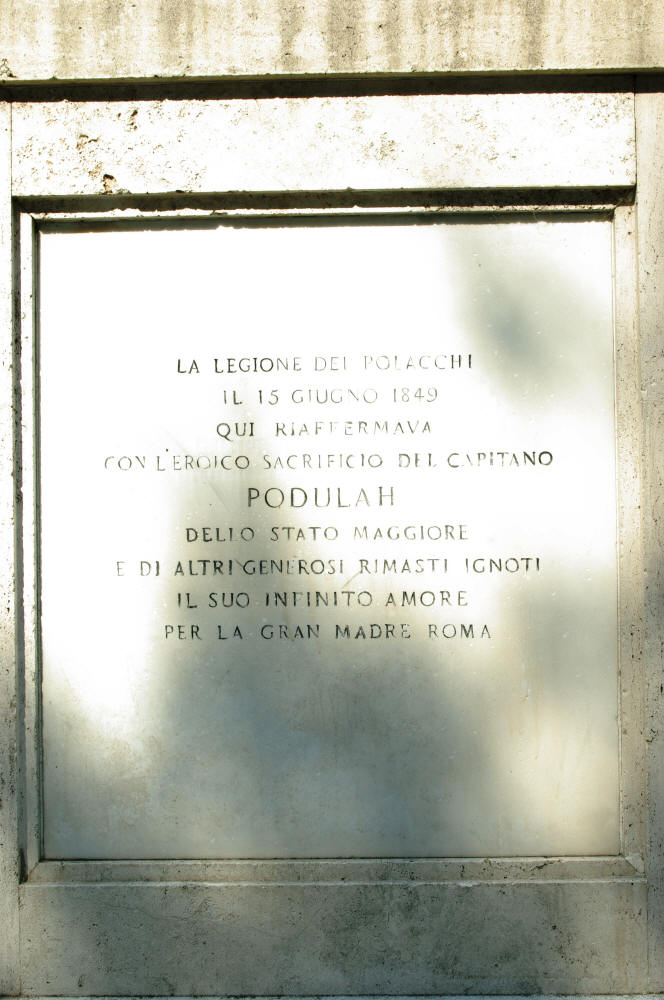 LA LEGIONE DEI POLACCHI
IL 15 GIUGNO 1849
QUI RIAFFERMAVA
CON L'EROICO SACRIFICIO DEL CAPITANO
PODULAH
DELLO STATO MAGGIORE
E DI ALTRI GENEROSI RIMASTI IGNOTI
IL SUO INFINITO AMORE
PER LA GRAN MADRE ROMA